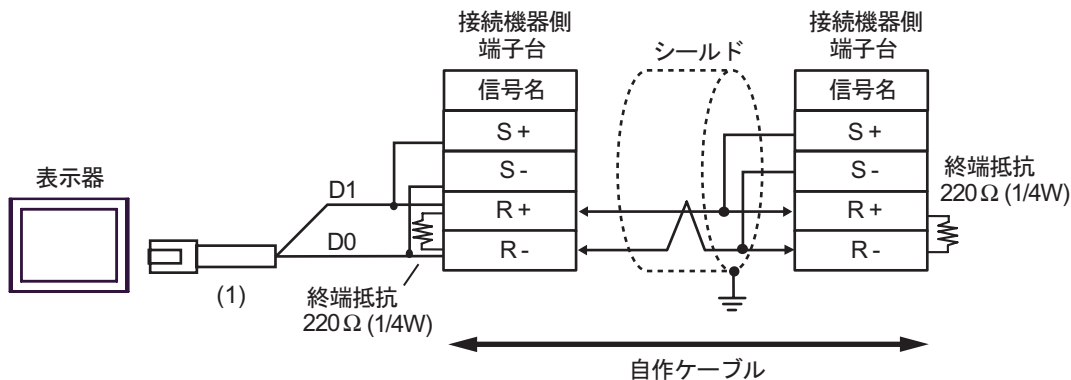 接続機器側
端子台
接続機器側
端子台
シールド
信号名
信号名
S +
S +
S -
S -
表示器
終端抵抗
220 Ω (1/4W)
D1
R +
R +
D0
R -
R -
(1)
終端抵抗
220 Ω (1/4W)
自作ケーブル